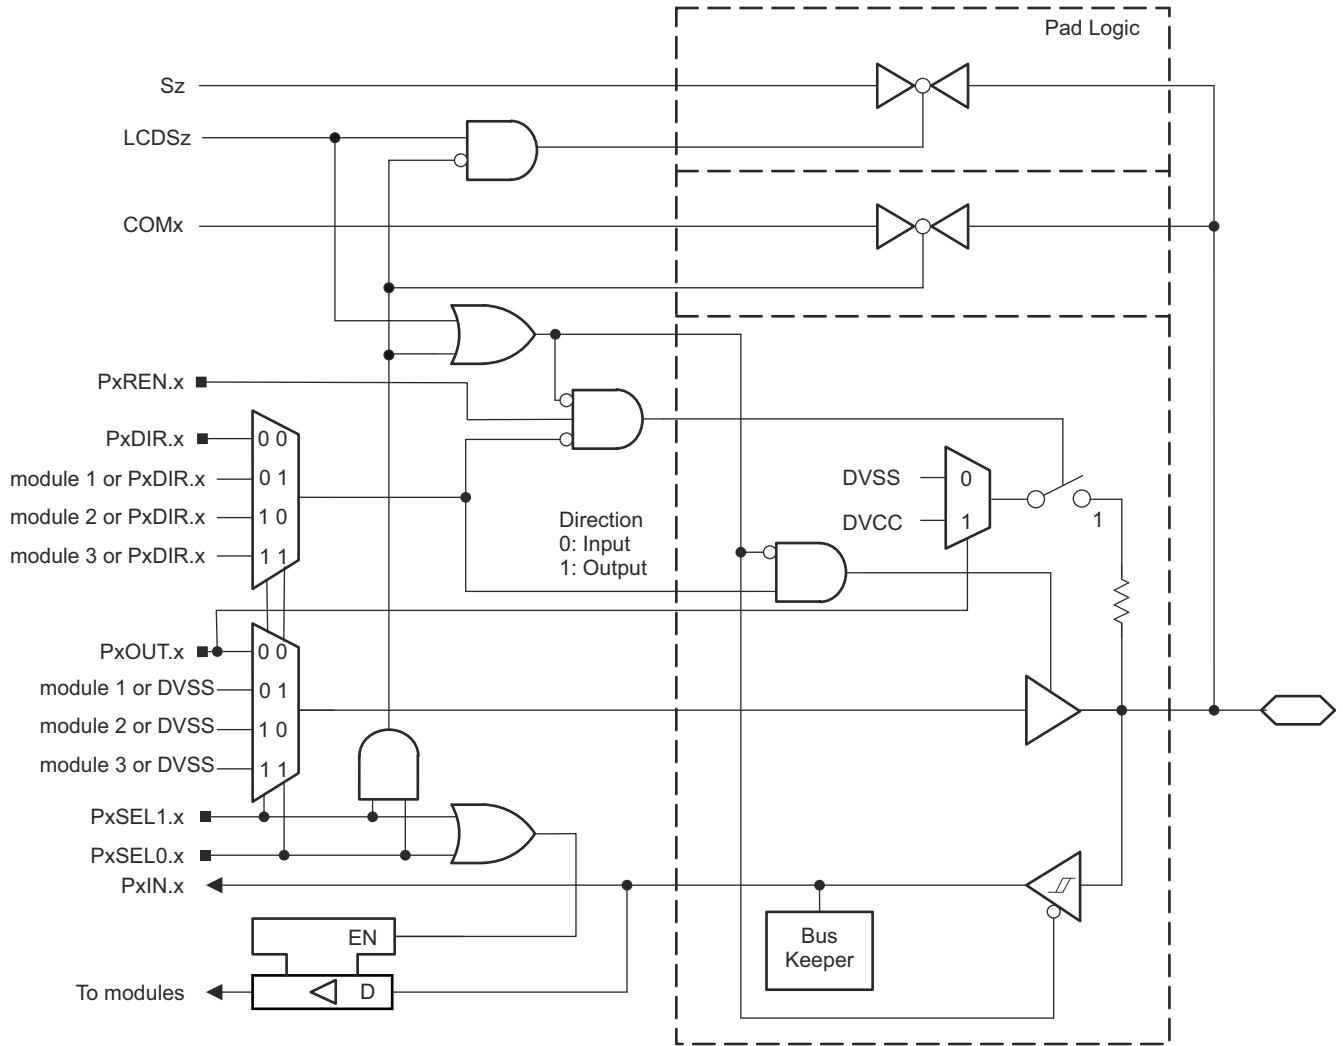 Pad Logic
Sz
LCDSz
COMx
PxREN.x
PxDIR.x
0 0
module 1 or PxDIR.x
0 1
module 2 or PxDIR.x
1 0
module 3 or PxDIR.x
1 1
Direction
0: Input
1: Output
DVSS
0
DVCC
1
1
PxOUT.x
0 0
module 1 or DVSS
0 1
module 2 or DVSS
1 0
module 3 or DVSS
1 1
PxSEL1.x
PxSEL0.x
PxIN.x
EN
D
To modules
Bus
Keeper